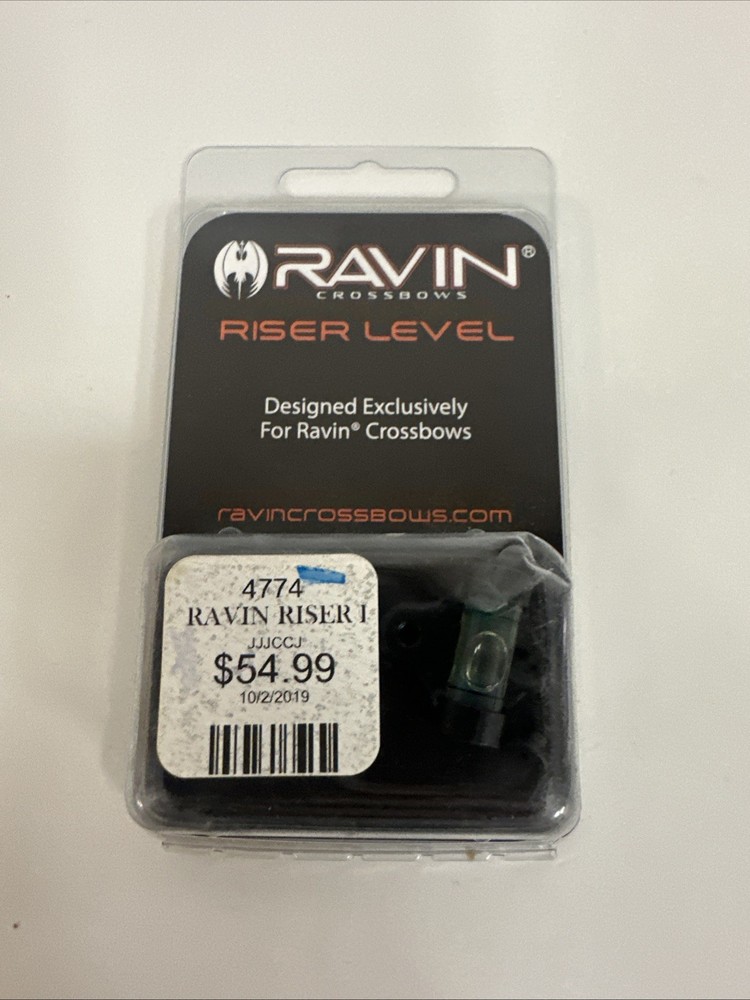 RAVIN®
CROSSBOWS
RISER LEVEL
Designed Exclusively
For Ravin® Crossbows
ravincrossbows.com
4774
RAVIN RISER l
JJJCCJ
$54.99
10/2/2019